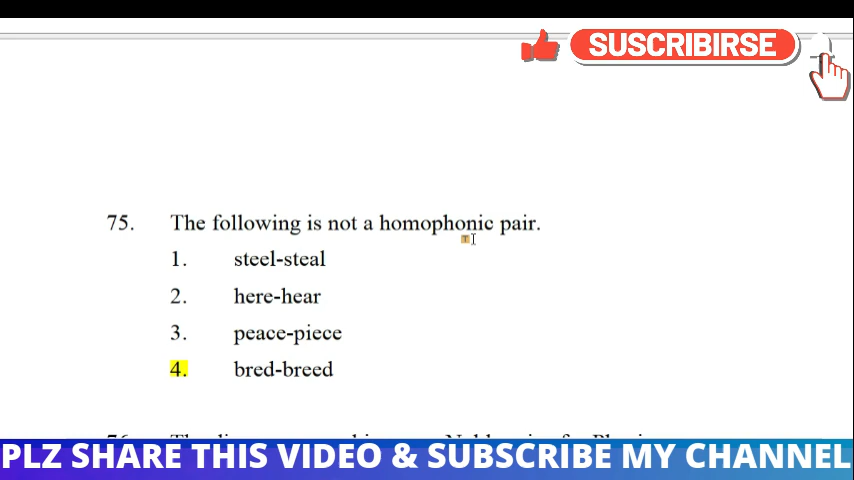 SUSCRIBIRSE
75. The following is not a homophonic pair.
1. steel-steal
2. here-hear
3. peace-piece
4. bred-breed
PLZ SHARE THIS VIDEO & SUBSCRIBE MY CHANNEL